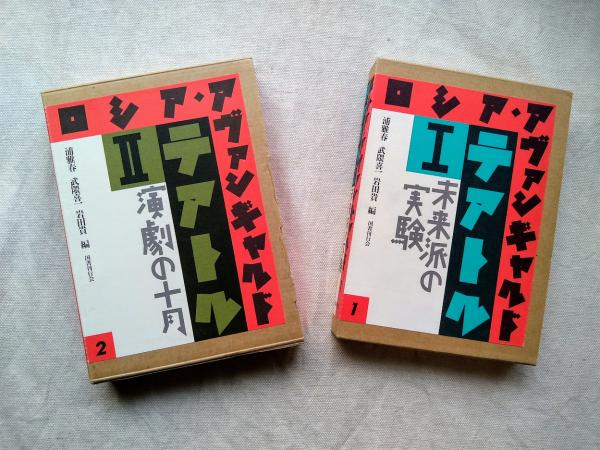 ロシア・アヴァンギャルド
テアトル
II
演劇の十月
浦雅春 武隈喜一 岩田貴 編
国書刊行会
2
ロシア・アヴァンギャルド
テアトル
I
未来派の
実験
浦雅春 武隈喜一 岩田貴 編
国書刊行会
1